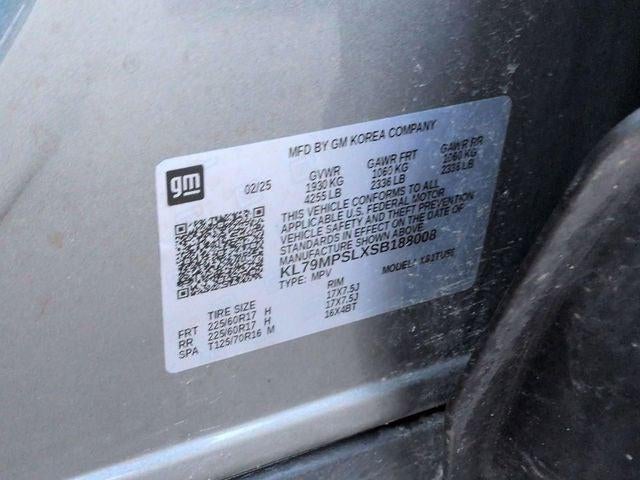 gm
MFD BY GM KOREA COMPANY
02/25 GVWR GAWR FRT GAWR RR
1930 KG 1060 KG 1060 KG
4255 LB 2336 LB 2336 LB
THIS VEHICLE CONFORMS TO ALL
APPLICABLE U.S. FEDERAL MOTOR
VEHICLE SAFETY AND THEFT PREVENTION
STANDARDS IN EFFECT ON THE DATE OF
MANUFACTURE SHOWN ABOVE.
KL79MPSLXSB188008
TYPE: MPV MODEL:
TIRE SIZE RIM
FRT 225/60R17 H 17X7.5J
RR 225/60R17 H 17X7.5J
SPA T125/70R16 M 16X4BT